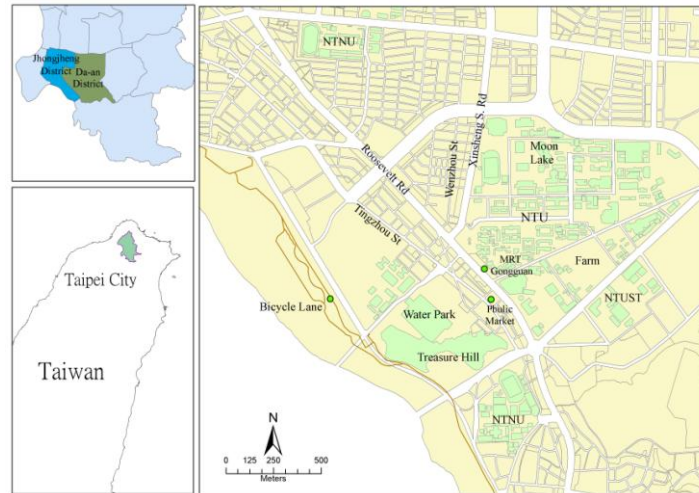 Jhongjheng
District
Da-an
District
Taipei City
Taiwan
NTNU
Roosevelt Rd
Wenzhou St
Xinsheng S. Rd
Moon
Lake
NTU
Tingzhou St
MRT
Gongguan
Farm
NTUST
Pbulic
Market
Bicycle Lane
Water Park
Treasure Hill
NTNU
N
0 125 250 500
Meters